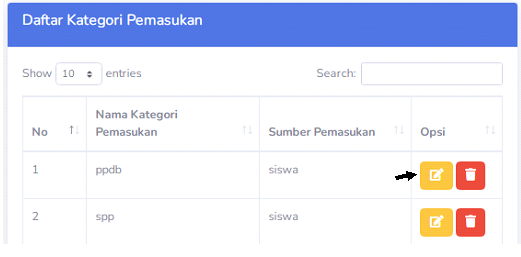 Daftar Kategori Pemasukan
Show 10 entries Search:
No Nama Kategori Pemasukan Sumber Pemasukan Opsi
1 ppdb siswa
2 spp siswa